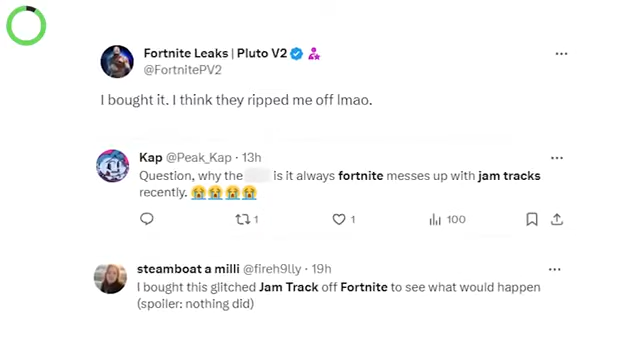 Fortnite Leaks | Pluto V2
@FortnitePV2
I bought it. I think they ripped me off lmao.
Kap @Peak_Kap · 13h
Question, why the is it always fortnite messes up with jam tracks
recently. 😭😭😭😭
1
1
100
steamboat a milli @fireh9lly · 19h
I bought this glitched Jam Track off Fortnite to see what would happen
(spoiler: nothing did)